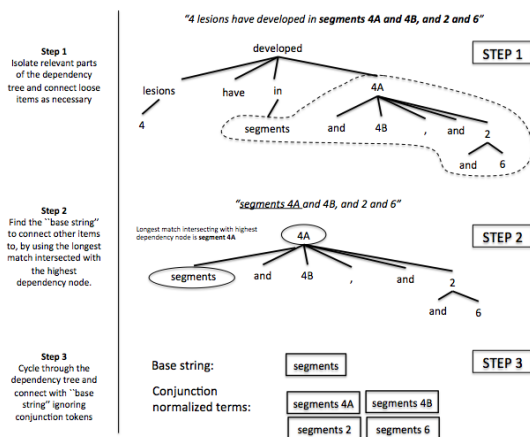 "4 lesions have developed in segments 4A and 4B, and 2 and 6"
Step 1
Isolate relevant parts
of the dependency
tree and connect loose
items as necessary
STEP 1
developed
lesions
have
in
4A
4
segments
and
4B
,
and
2
and
6
"segments 4A and 4B, and 2 and 6"
Step 2
Find the ``base string''
to connect other items
to, by using the longest
match intersected with
the highest
dependency node.
Longest match intersecting with highest
dependency node is segment 4A
STEP 2
4A
segments
and
4B
,
and
2
and
6
Step 3
Cycle through the
dependency tree and
connect with ``base
string'' ignoring
conjunction tokens
STEP 3
Base string:
segments
Conjunction
normalized terms:
segments 4A
segments 4B
segments 2
segments 6